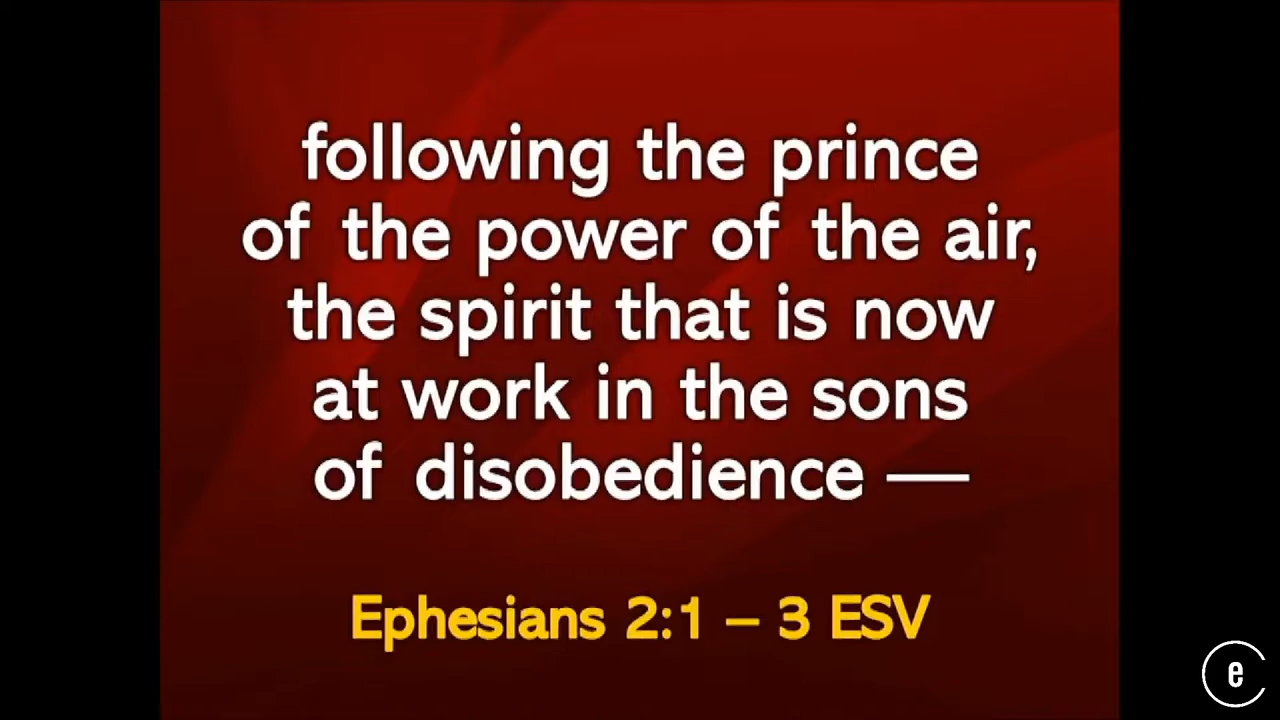 following the prince
of the power of the air,
the spirit that is now
at work in the sons
of disobedience —
Ephesians 2:1 – 3 ESV
e